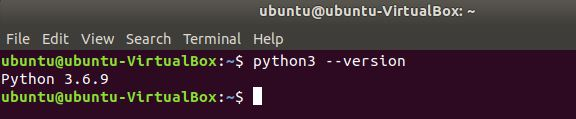 ubuntu@ubuntu-VirtualBox: ~
File Edit View Search Terminal Help
ubuntu@ubuntu-VirtualBox:~$ python3 --version
Python 3.6.9
ubuntu@ubuntu-VirtualBox:~$